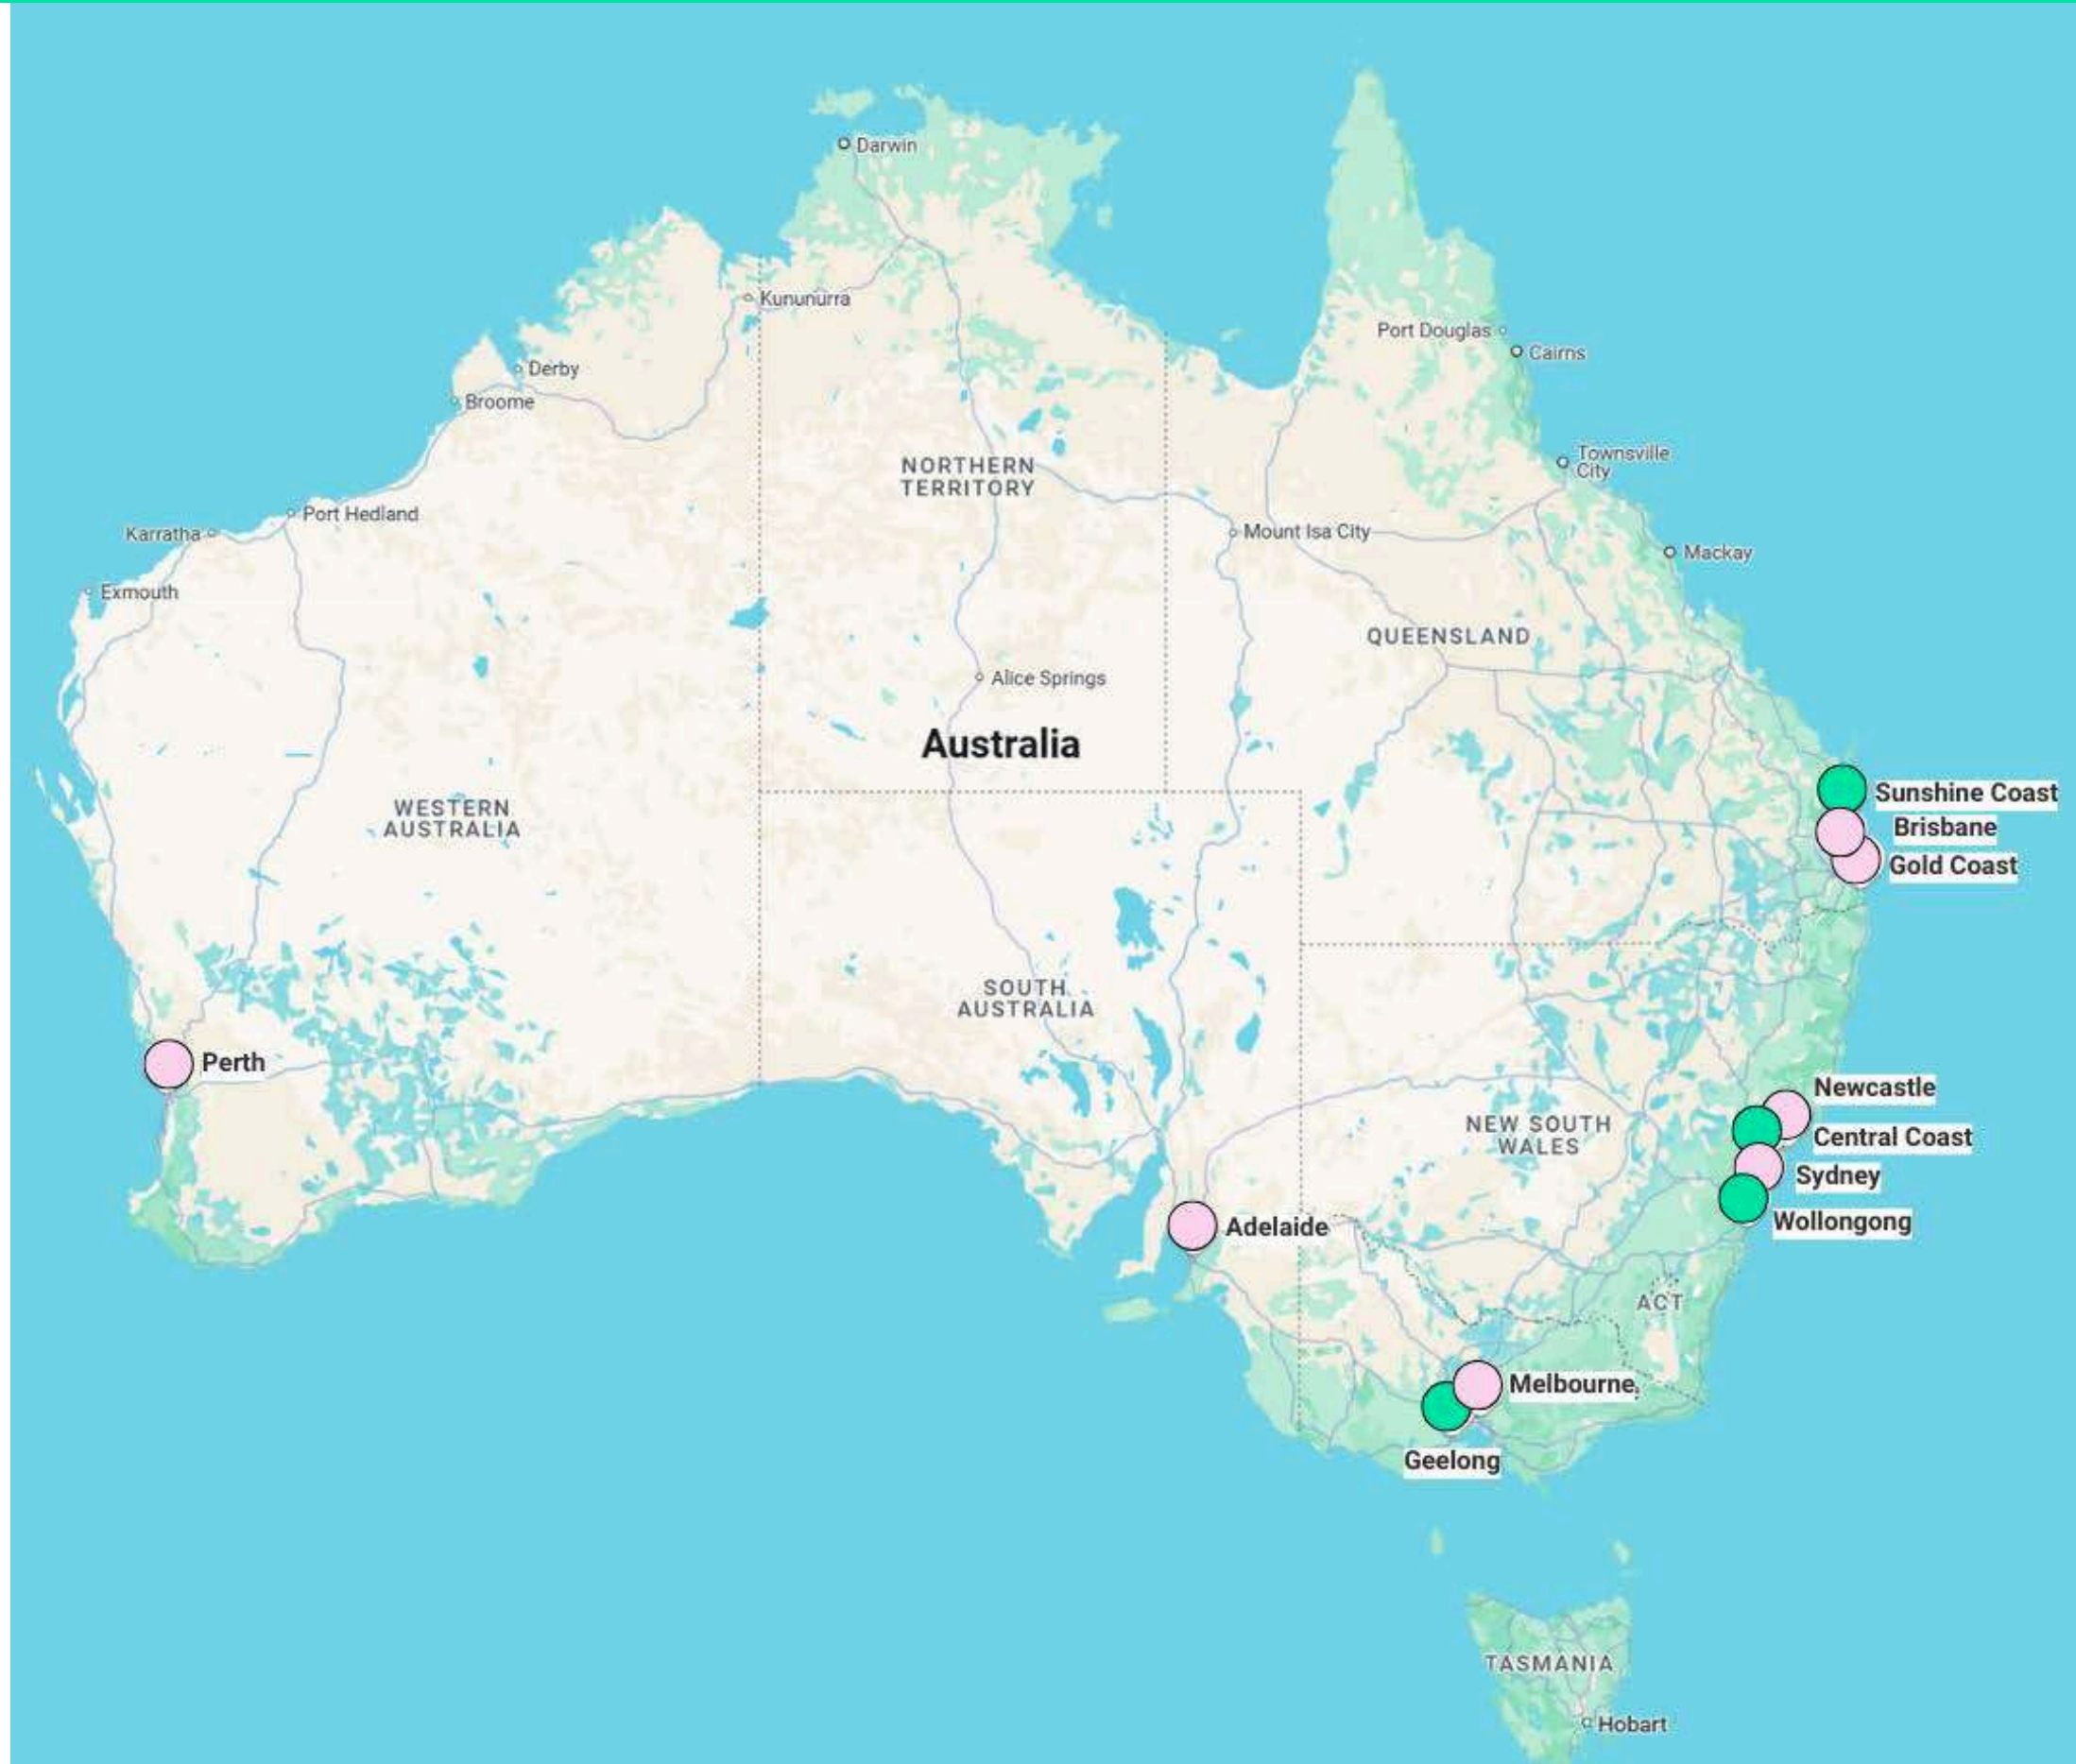 Darwin
Kununurra
Port Douglas
Cairns
Derby
Broome
Townsville
City
NORTHERN
TERRITORY
Port Hedland
Karratha
Mount Isa City
Mackay
Exmouth
QUEENSLAND
Alice Springs
Australia
Sunshine Coast
WESTERN
AUSTRALIA
Brisbane
Gold Coast
SOUTH
AUSTRALIA
Perth
Newcastle
NEW SOUTH
WALES
Central Coast
Sydney
Wollongong
Adelaide
ACT
Melbourne
Geelong
TASMANIA
Hobart